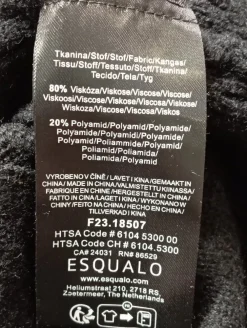 Tkanina/Stof/Stof/Fabric/Kangas/
Tissu/Stoff/Tessuto/Stoff/Tkanina/
Tecido/Tela/Tyg
80% Viskóza/Viskose/Viscose/Viscose/
Viskoosi/Viscose/Viskose/Viscosa/Viskose/
Wiskoza/Viscose/Viscosa/Viskos
20% Polyamid/Polyamid/Polyamide/
Polyamide/Polyamidi/Polyamide/
Polyamid/Poliammide/Polyamid/
Poliamid/Poliamida/Poliamida/
Polyamid
VYROBENO V ČÍNĚ / LAVET I KINA / GEMAAKT IN
CHINA / MADE IN CHINA / VALMISTETTU KIINASSA/
FABRIQUE EN CHINE / HERGESTELLT IN CHINA/
FATTO IN CINA / LAGET I KINA / WYKONANO W
CHINY / FEITO NA CHINA / HECHO EN CHINA /
TILLVERKAD I KINA
F23.18507
HTSA Code # 6104 5300 00
HTSA Code CH # 6104.5300
CA# 24031 RN# 86529
ESQUALO
Heliumstraat 210, 2718 RS,
Zoetermeer, The Netherlands